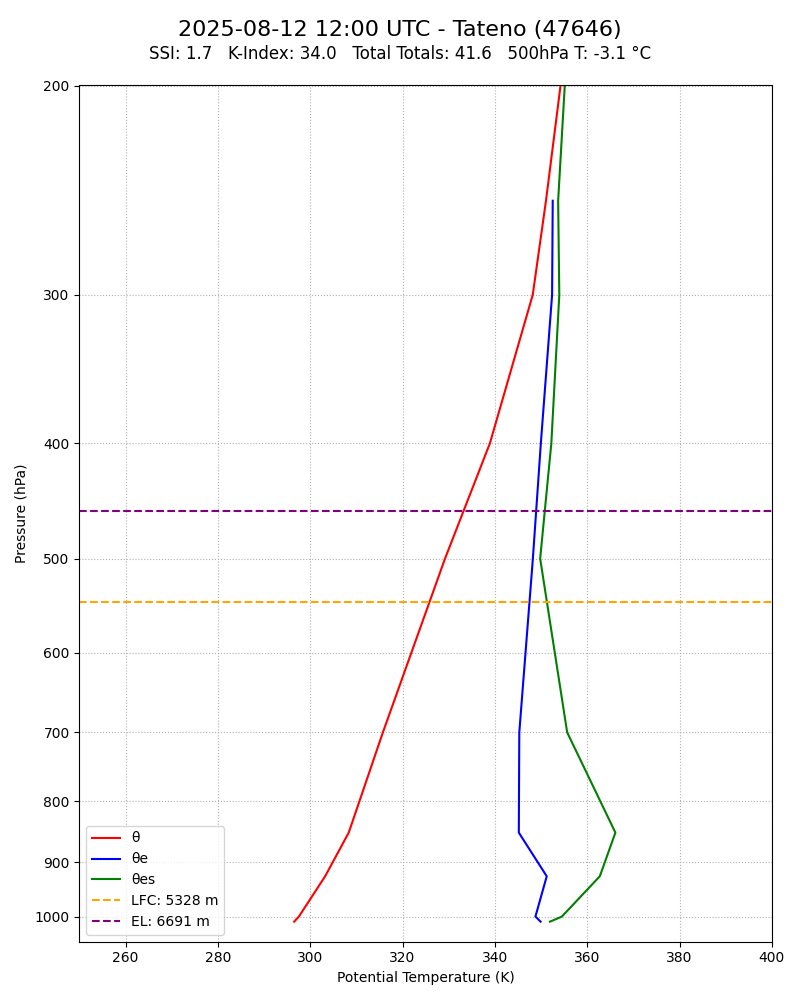 2025-08-12 12:00 UTC - Tateno (47646)
SSI: 1.7   K-Index: 34.0   Total Totals: 41.6   500hPa T: -3.1 °C
200
300
400
500
600
700
800
900
1000
Pressure (hPa)
θ
θe
θes
LFC: 5328 m
EL: 6691 m
260
280
300
320
340
360
380
400
Potential Temperature (K)